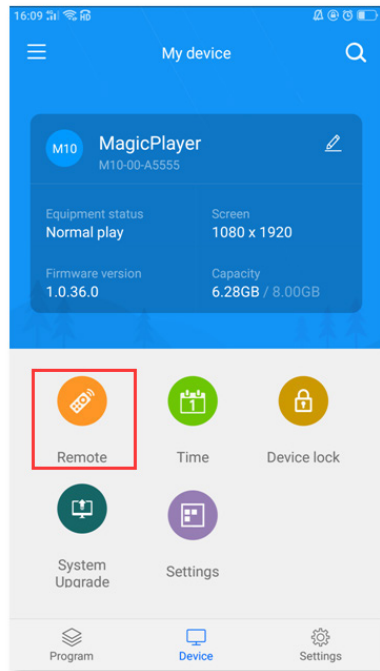 16:09
My device
M10
MagicPlayer
M10-00-A5555
Equipment status
Normal play
Screen
1080 x 1920
Firmware version
1.0.36.0
Capacity
6.28GB / 8.00GB
1
Remote
Time
Device lock
System
Upgrade
Settings
Program
Device
Settings